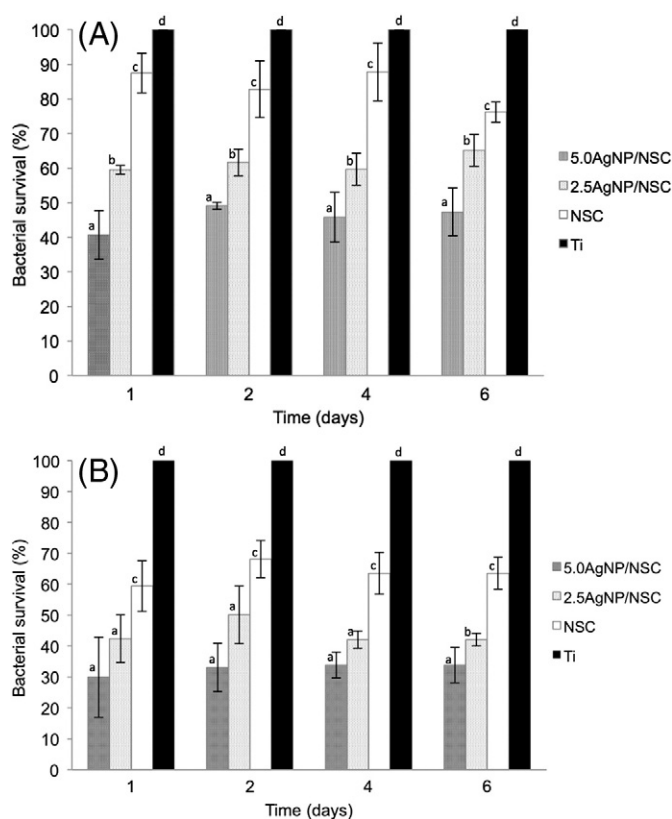 (A)
Bacterial survival (%)
100
90
80
70
60
50
40
30
20
10
0
a b c d
a b c d
a b c d
a b c d
1 2 4 6
Time (days)
5.0AgNP/NSC
2.5AgNP/NSC
NSC
Ti
(B)
Bacterial survival (%)
100
90
80
70
60
50
40
30
20
10
0
a a c d
a a c d
a a c d
a b c d
1 2 4 6
Time (days)
5.0AgNP/NSC
2.5AgNP/NSC
NSC
Ti